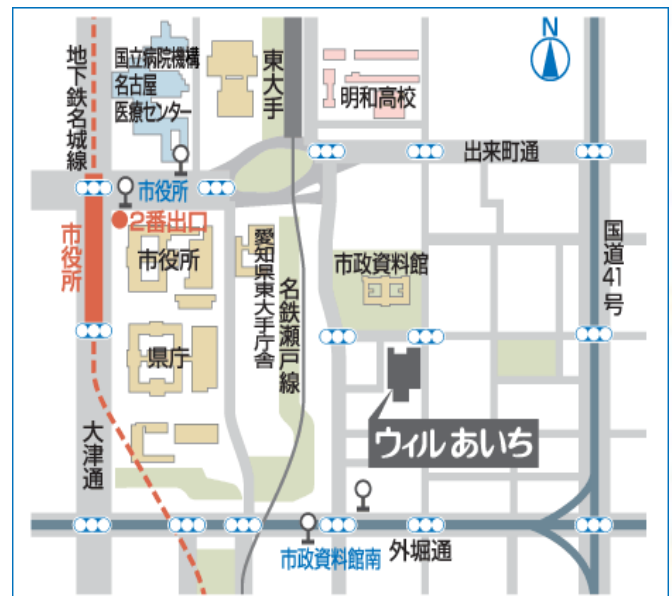 N
地下鉄名城線
国立病院機構
名古屋
医療センター
東大手
明和高校
出来町通
市役所
2番出口
市役所
市役所
愛知県東大手庁舎
名鉄瀬戸線
市政資料館
国道41号
県庁
ウィルあいち
大津通
市政資料館南
外堀通